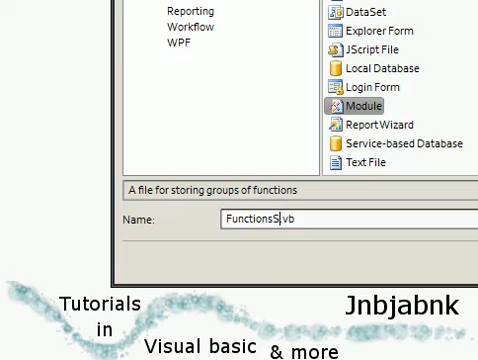 Reporting
Workflow
WPF
DataSet
Explorer Form
JScript File
Local Database
Login Form
Module
Report Wizard
Service-based Database
Text File
A file for storing groups of functions
Name:
FunctionsS.vb
Tutorials
in
Visual basic
& more
Jnbjabnk